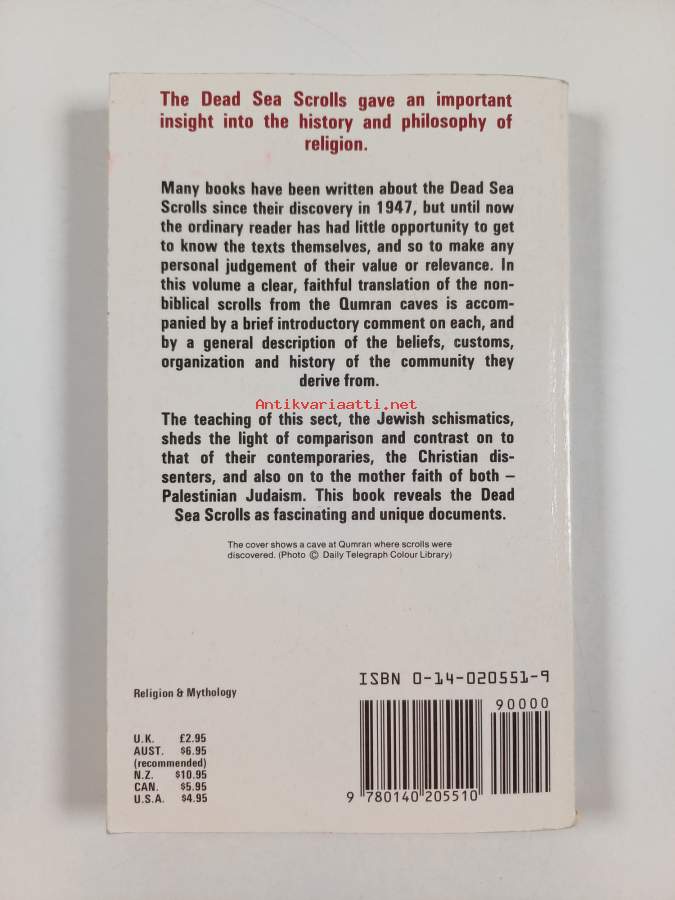 The Dead Sea Scrolls gave an important
insight into the history and philosophy of
religion.
Many books have been written about the Dead Sea
Scrolls since their discovery in 1947, but until now
the ordinary reader has had little opportunity to get
to know the texts themselves, and so to make any
personal judgement of their value or relevance. In
this volume a clear, faithful translation of the non-
biblical scrolls from the Qumran caves is accom-
panied by a brief introductory comment on each, and
by a general description of the beliefs, customs,
organization and history of the community they
derive from.
Antikvariaatti.net
The teaching of this sect, the Jewish schismatics,
sheds the light of comparison and contrast on to
that of their contemporaries, the Christian dis-
senters, and also on to the mother faith of both –
Palestinian Judaism. This book reveals the Dead
Sea Scrolls as fascinating and unique documents.
The cover shows a cave at Qumran where scrolls were
discovered. (Photo © Daily Telegraph Colour Library)
ISBN 0-14-020551-9
90000
Religion & Mythology
U.K. £2.95
AUST. $6.95
(recommended)
N.Z. $10.95
CAN. $5.95
U.S.A. $4.95
9 780140 205510